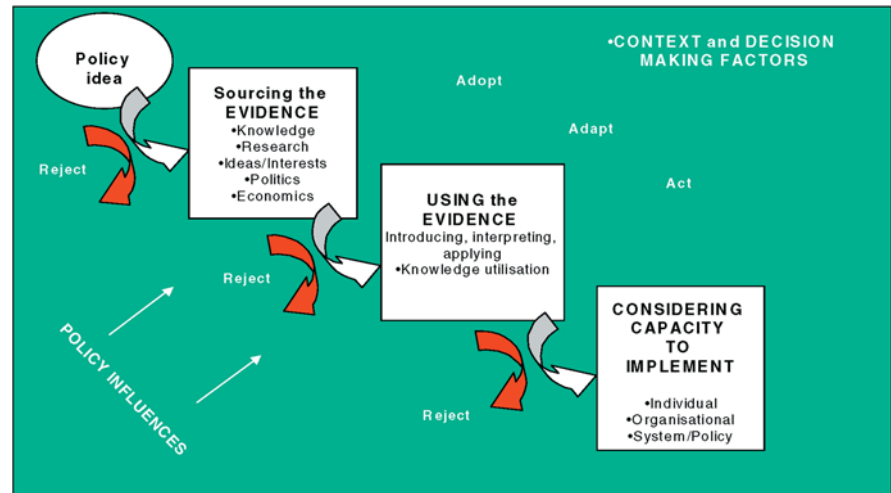 Policy
idea
•CONTEXT and DECISION
MAKING FACTORS
Sourcing the
EVIDENCE
•Knowledge
•Research
•Ideas/Interests
•Politics
•Economics
Adopt
Adapt
Act
Reject
USING the
EVIDENCE
Introducing, interpreting,
applying
•Knowledge utilisation
Reject
CONSIDERING
CAPACITY
TO
IMPLEMENT
•Individual
•Organisational
•System/Policy
Reject
POLICY INFLUENCES